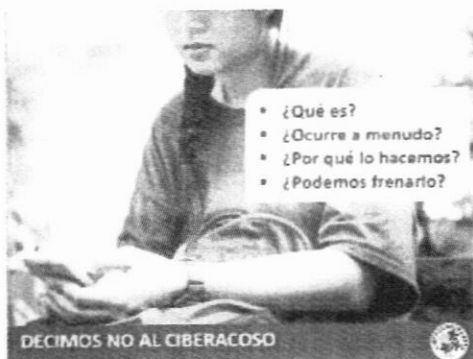 • ¿Qué es?
• ¿Ocurre a menudo?
• ¿Por qué lo hacemos?
• ¿Podemos frenarlo?
DECIMOS NO AL CIBERACOSO